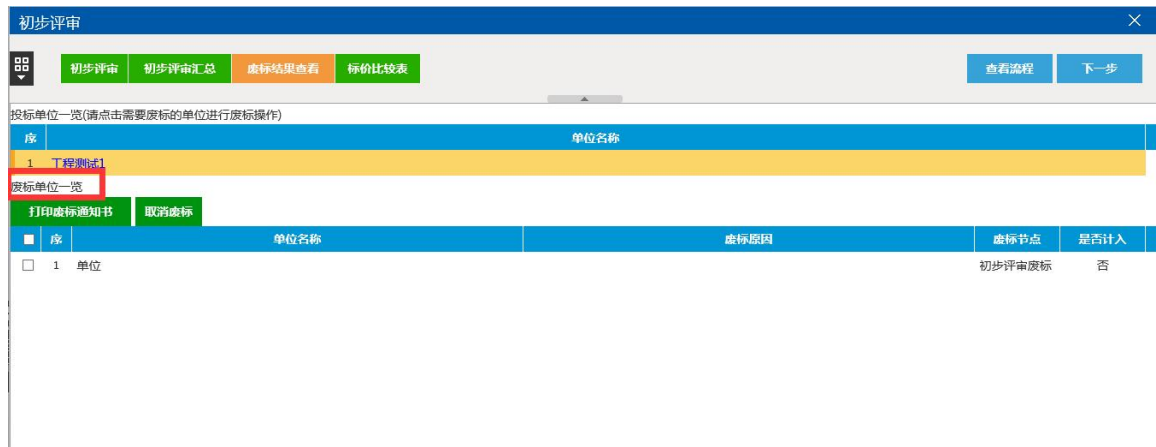 初步评审
初步评审 初步评审汇总 废标结果查看 标价比较表 查看流程 下一步
投标单位一览(请点击需要废标的单位进行废标操作)
序 单位名称
1 工程测试1
废标单位一览
打印废标通知书 取消废标
序 单位名称 废标原因 废标节点 是否计入
1 单位 初步评审废标 否